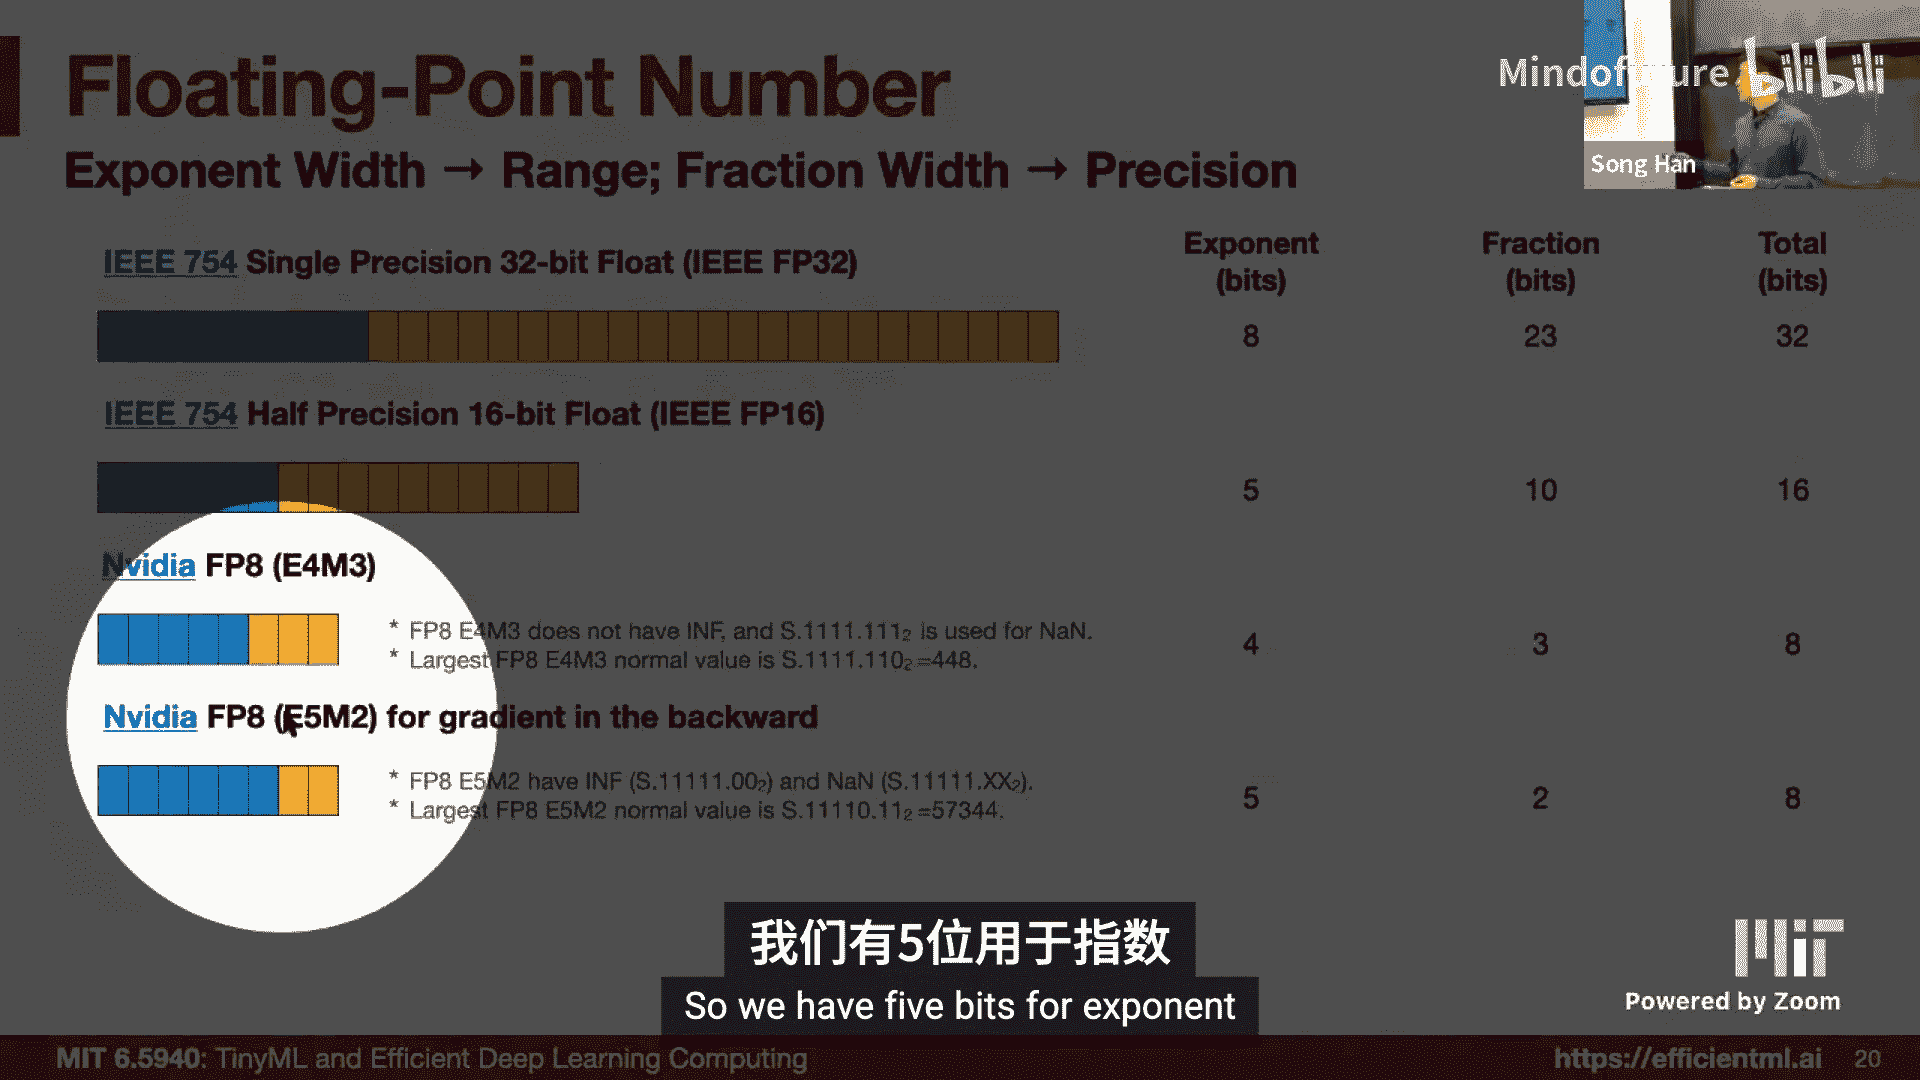 Floating-Point Number
Exponent Width → Range; Fraction Width → Precision
bilibili
Song Han
Exponent (bits)
Fraction (bits)
Total (bits)
IEEE 754 Single Precision 32-bit Float (IEEE FP32)
8 23 32
IEEE 754 Half Precision 16-bit Float (IEEE FP16)
5 10 16
Nvidia FP8 (E4M3)
* FP8 E4M3 does not have INF, and S.1111.111₂ is used for NaN.
* Largest FP8 E4M3 normal value is S.1111.110₂ =448.
4 3 8
Nvidia FP8 (E5M2) for gradient in the backward
* FP8 E5M2 have INF (S.11111.00₂) and NaN (S.11111.XX₂).
* Largest FP8 E5M2 normal value is S.11110.11₂ =57344.
5 2 8
我们有5位用于指数
So we have five bits for exponent
MIT
Powered by Zoom
MIT 6.5940: TinyML and Efficient Deep Learning Computing
https://efficientml.ai 20